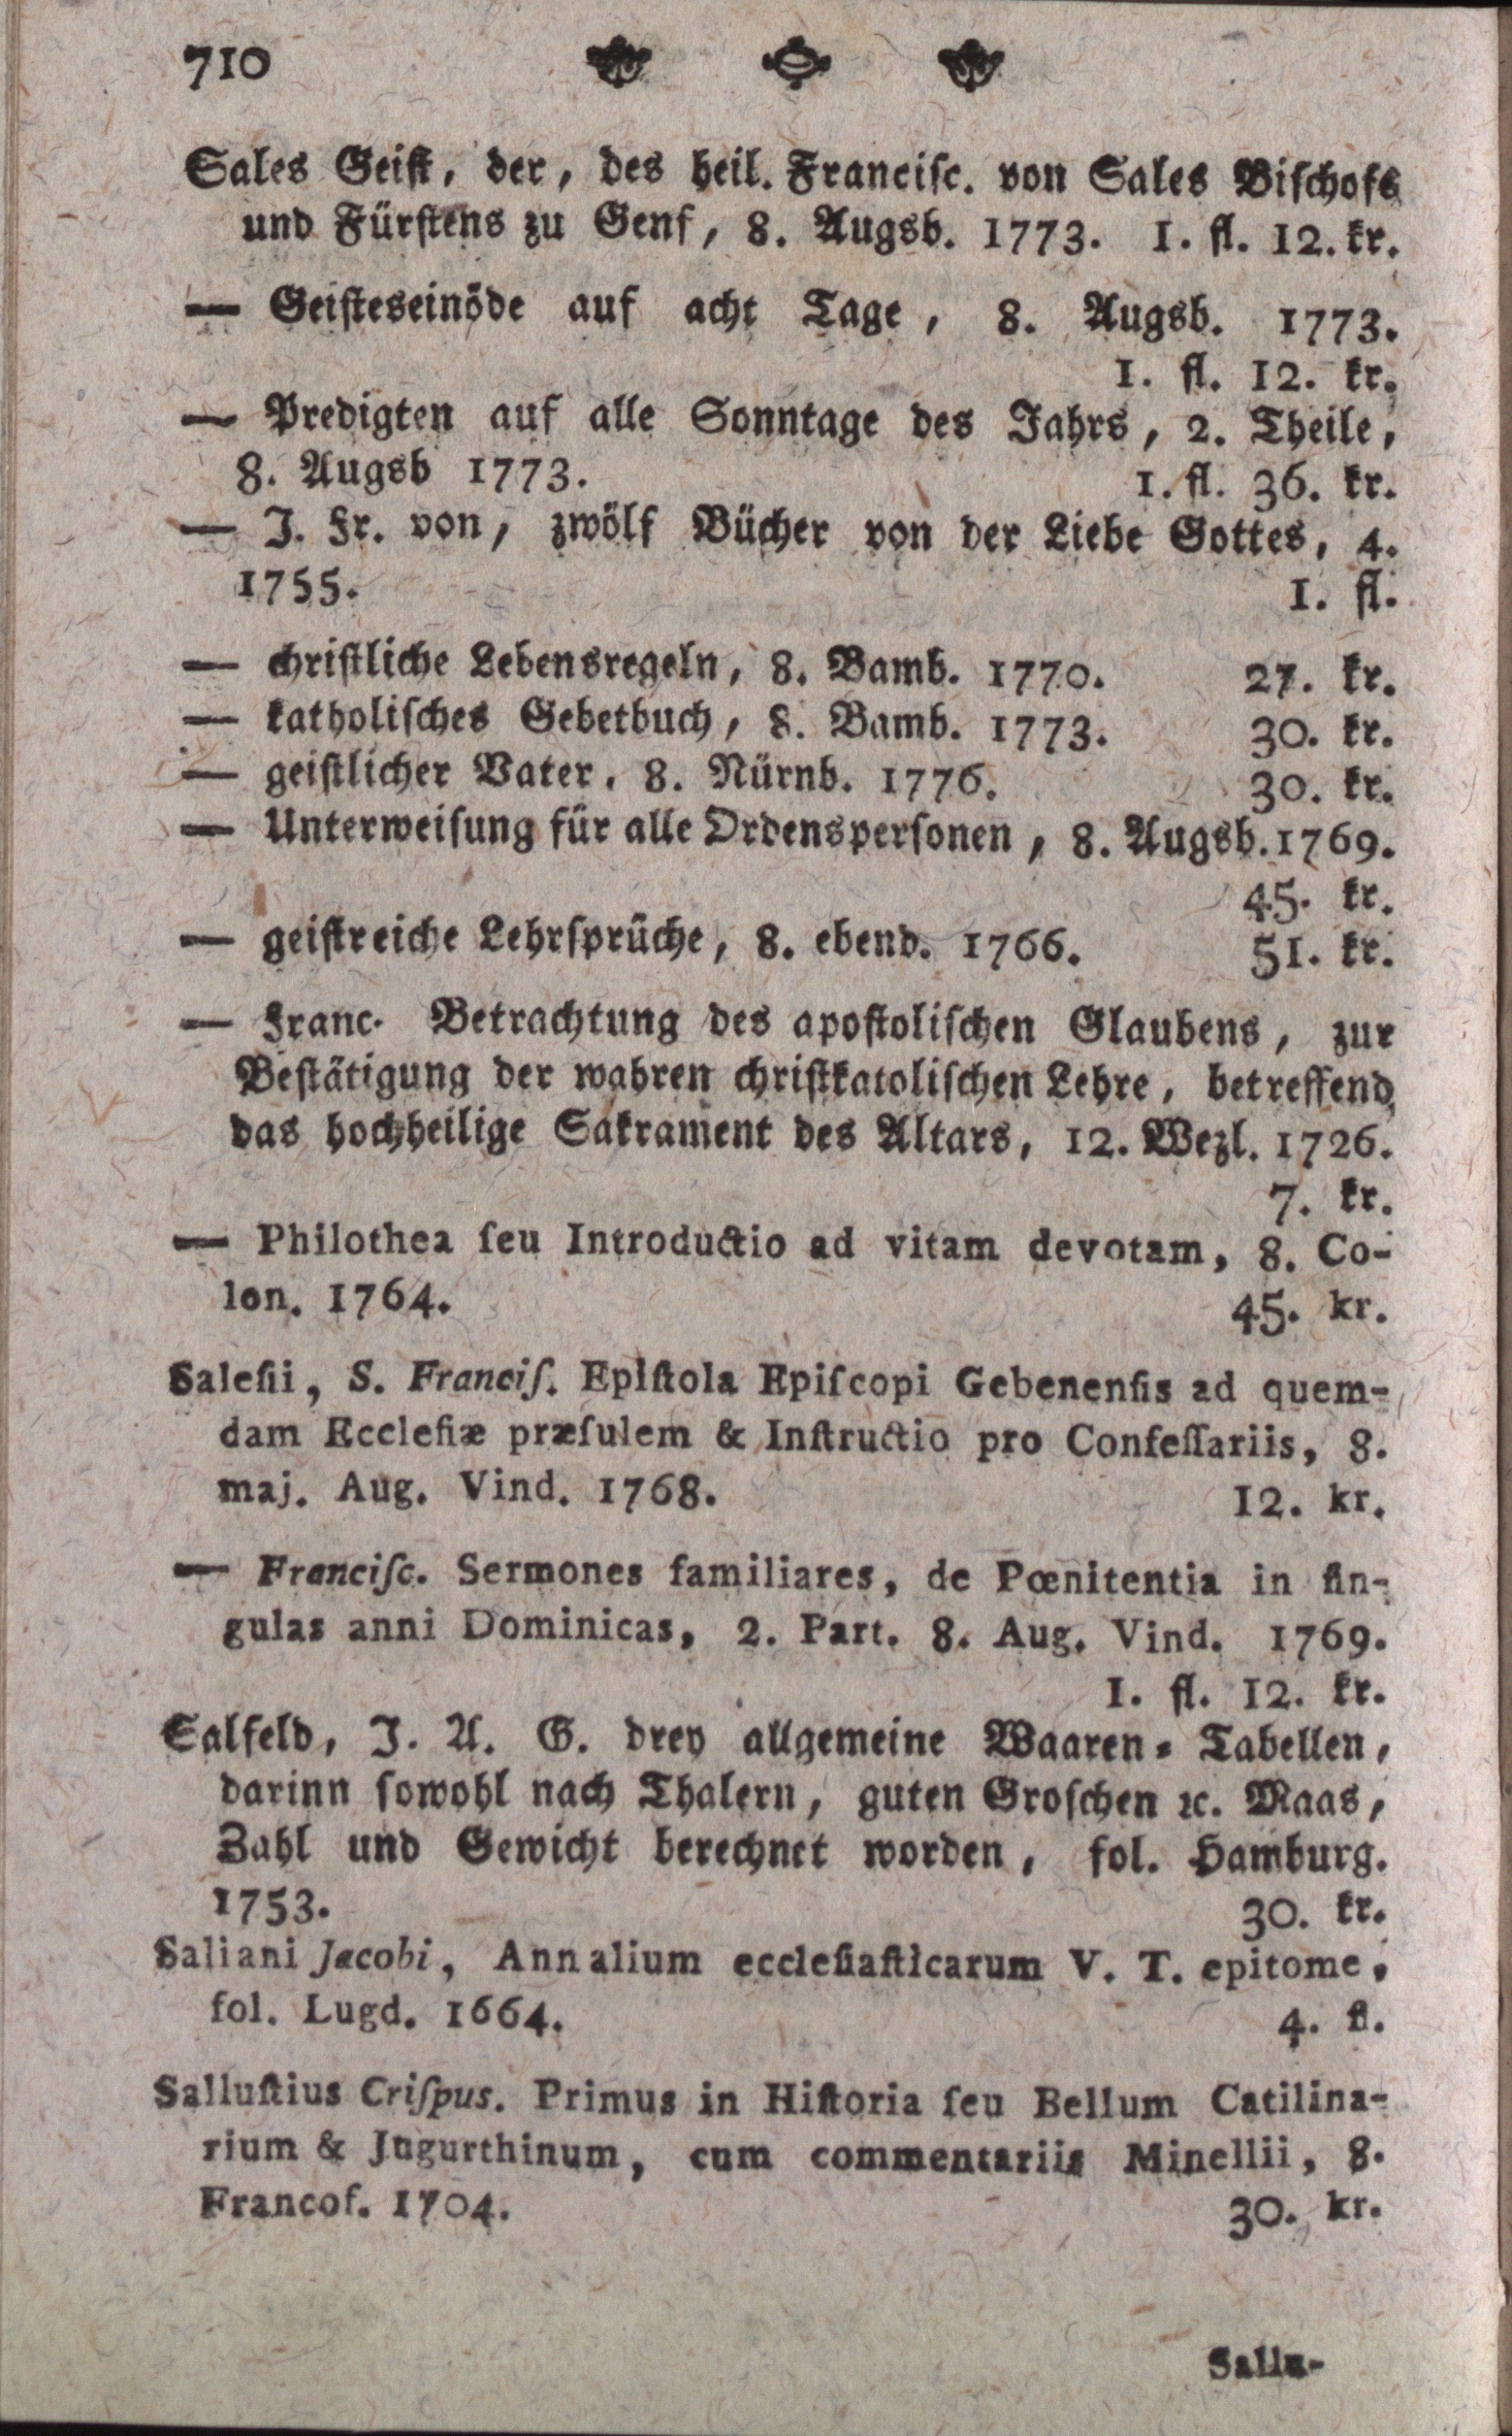 710
Sales Geist, der, des heil. Francisc. von Sales Bischofs
und Fürstens zu Genf, 8. Augsb. 1773. 1. fl. 12. kr.
— Geisteseinöde auf acht Tage, 8. Augsb. 1773.
1. fl. 12. kr.
— Predigten auf alle Sonntage des Jahrs, 2. Theile,
8. Augsb 1773. 1. fl. 36. kr.
— J. Fr. von, zwölf Bücher von der Liebe Gottes, 4.
1755. 1. fl.
— christliche Lebensregeln, 8. Bamb. 1770. 27. kr.
— katholisches Gebetbuch, 8. Bamb. 1773. 30. kr.
— geistlicher Vater, 8. Nürnb. 1776. 30. kr.
— Unterweisung für alle Ordenspersonen, 8. Augsb. 1769.
45. kr.
— geistreiche Lehrsprüche, 8. ebend. 1766. 51. kr.
— Franc. Betrachtung des apostolischen Glaubens, zur
Bestätigung der wahren christkatolischen Lehre, betreffend
das hochheilige Sakrament des Altars, 12. Wezl. 1726.
7. kr.
— Philothea ſeu Introductio ad vitam devotam, 8. Co-
lon. 1764. 45. kr.
Saleſii, S. Franciſ. Epiſtola Epiſcopi Gebenenſis ad quem-
dam Eccleſiæ præſulem & Inſtructio pro Confeſſariis, 8.
maj. Aug. Vind. 1768. 12. kr.
— Franciſc. Sermones familiares, de Pœnitentia in ſin-
gulas anni Dominicas, 2. Part. 8. Aug. Vind. 1769.
1. fl. 12. kr.
Salfeld, J. A. G. drey allgemeine Waaren-Tabellen,
darinn sowohl nach Thalern, guten Groschen ꝛc. Maas,
Zahl und Gewicht berechnet worden, fol. Hamburg.
1753. 30. kr.
Saliani Jacobi, Annalium eccleſiaſticarum V. T. epitome,
fol. Lugd. 1664. 4. fl.
Salluſtius Criſpus. Primus in Hiſtoria ſeu Bellum Catilina-
rium & Jugurthinum, cum commentariis Minellii, 8.
Francof. 1704. 30. kr.
Sallu-